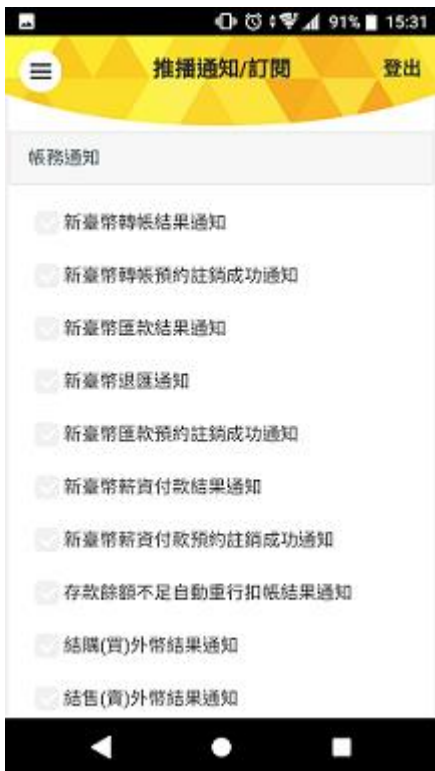 91% 15:31
推播通知/訂閱 登出
帳務通知
新臺幣轉帳結果通知
新臺幣轉帳預約註銷成功通知
新臺幣匯款結果通知
新臺幣退匯通知
新臺幣匯款預約註銷成功通知
新臺幣薪資付款結果通知
新臺幣薪資付款預約註銷成功通知
存款餘額不足自動重行扣帳結果通知
結購(買)外幣結果通知
結售(賣)外幣結果通知